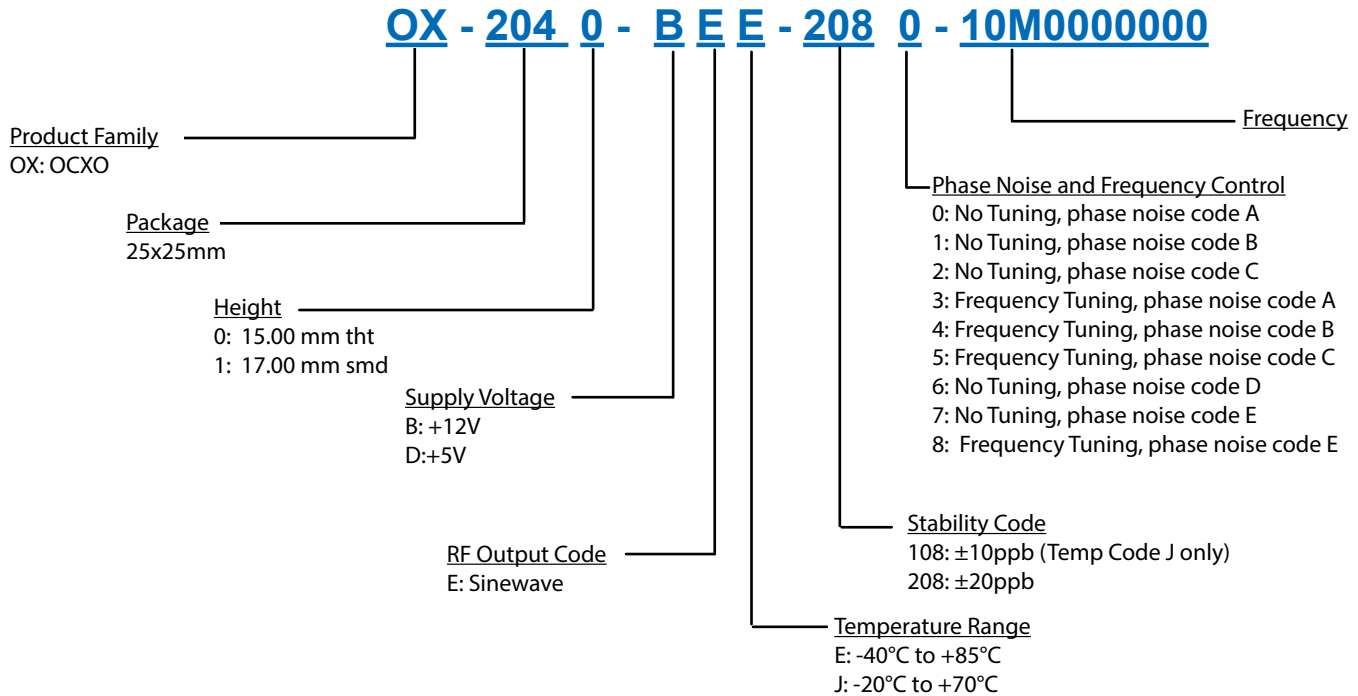 OX - 204 0 - B E E - 208 0 - 10M0000000
Product Family
OX: OCXO
Package
25x25mm
Height
0: 15.00 mm tht
1: 17.00 mm smd
Supply Voltage
B: +12V
D:+5V
RF Output Code
E: Sinewave
Temperature Range
E: -40°C to +85°C
J: -20°C to +70°C
Stability Code
108: ±10ppb (Temp Code J only)
208: ±20ppb
Phase Noise and Frequency Control
0: No Tuning, phase noise code A
1: No Tuning, phase noise code B
2: No Tuning, phase noise code C
3: Frequency Tuning, phase noise code A
4: Frequency Tuning, phase noise code B
5: Frequency Tuning, phase noise code C
6: No Tuning, phase noise code D
7: No Tuning, phase noise code E
8: Frequency Tuning, phase noise code E
Frequency